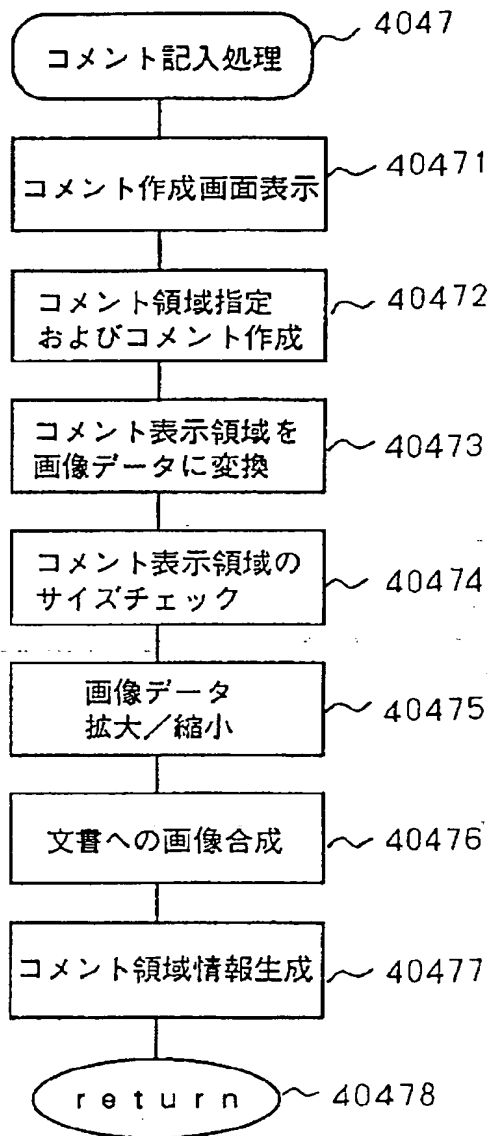 コメント記入処理 4047
コメント作成画面表示 40471
コメント領域指定
およびコメント作成 40472
コメント表示領域を
画像データに変換 40473
コメント表示領域の
サイズチェック 40474
画像データ
拡大／縮小 40475
文書への画像合成 40476
コメント領域情報生成 40477
return 40478